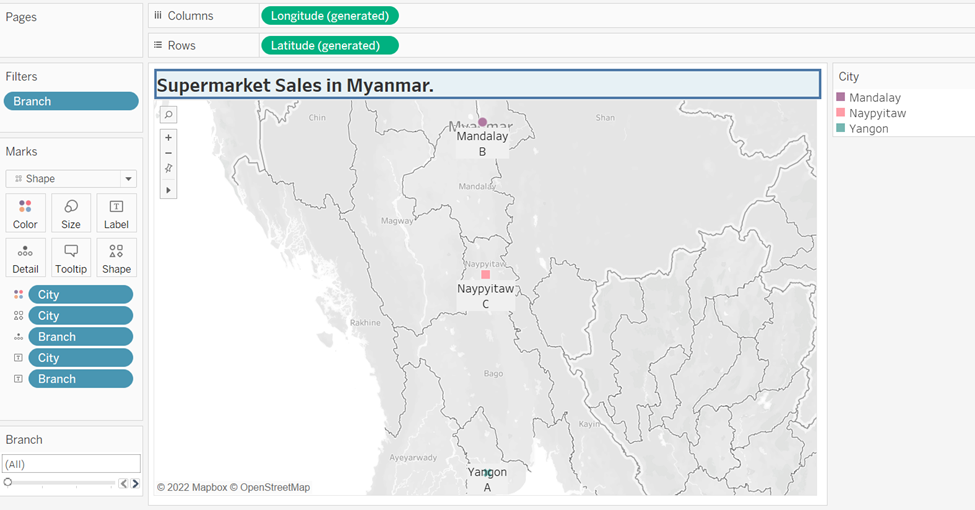 Pages
Columns
Longitude (generated)
Rows
Latitude (generated)
Filters
Branch
Marks
Shape
Color
Size
Label
Detail
Tooltip
Shape
City
City
Branch
City
Branch
Branch
(All)
Supermarket Sales in Myanmar.
Chin
Shan
Myanmar
Mandalay
B
Mandalay
Magway
Naypyitaw
Naypyitaw
C
Rakhine
Bago
Kayin
Ayeyarwady
Yangon
A
© 2022 Mapbox © OpenStreetMap
City
Mandalay
Naypyitaw
Yangon